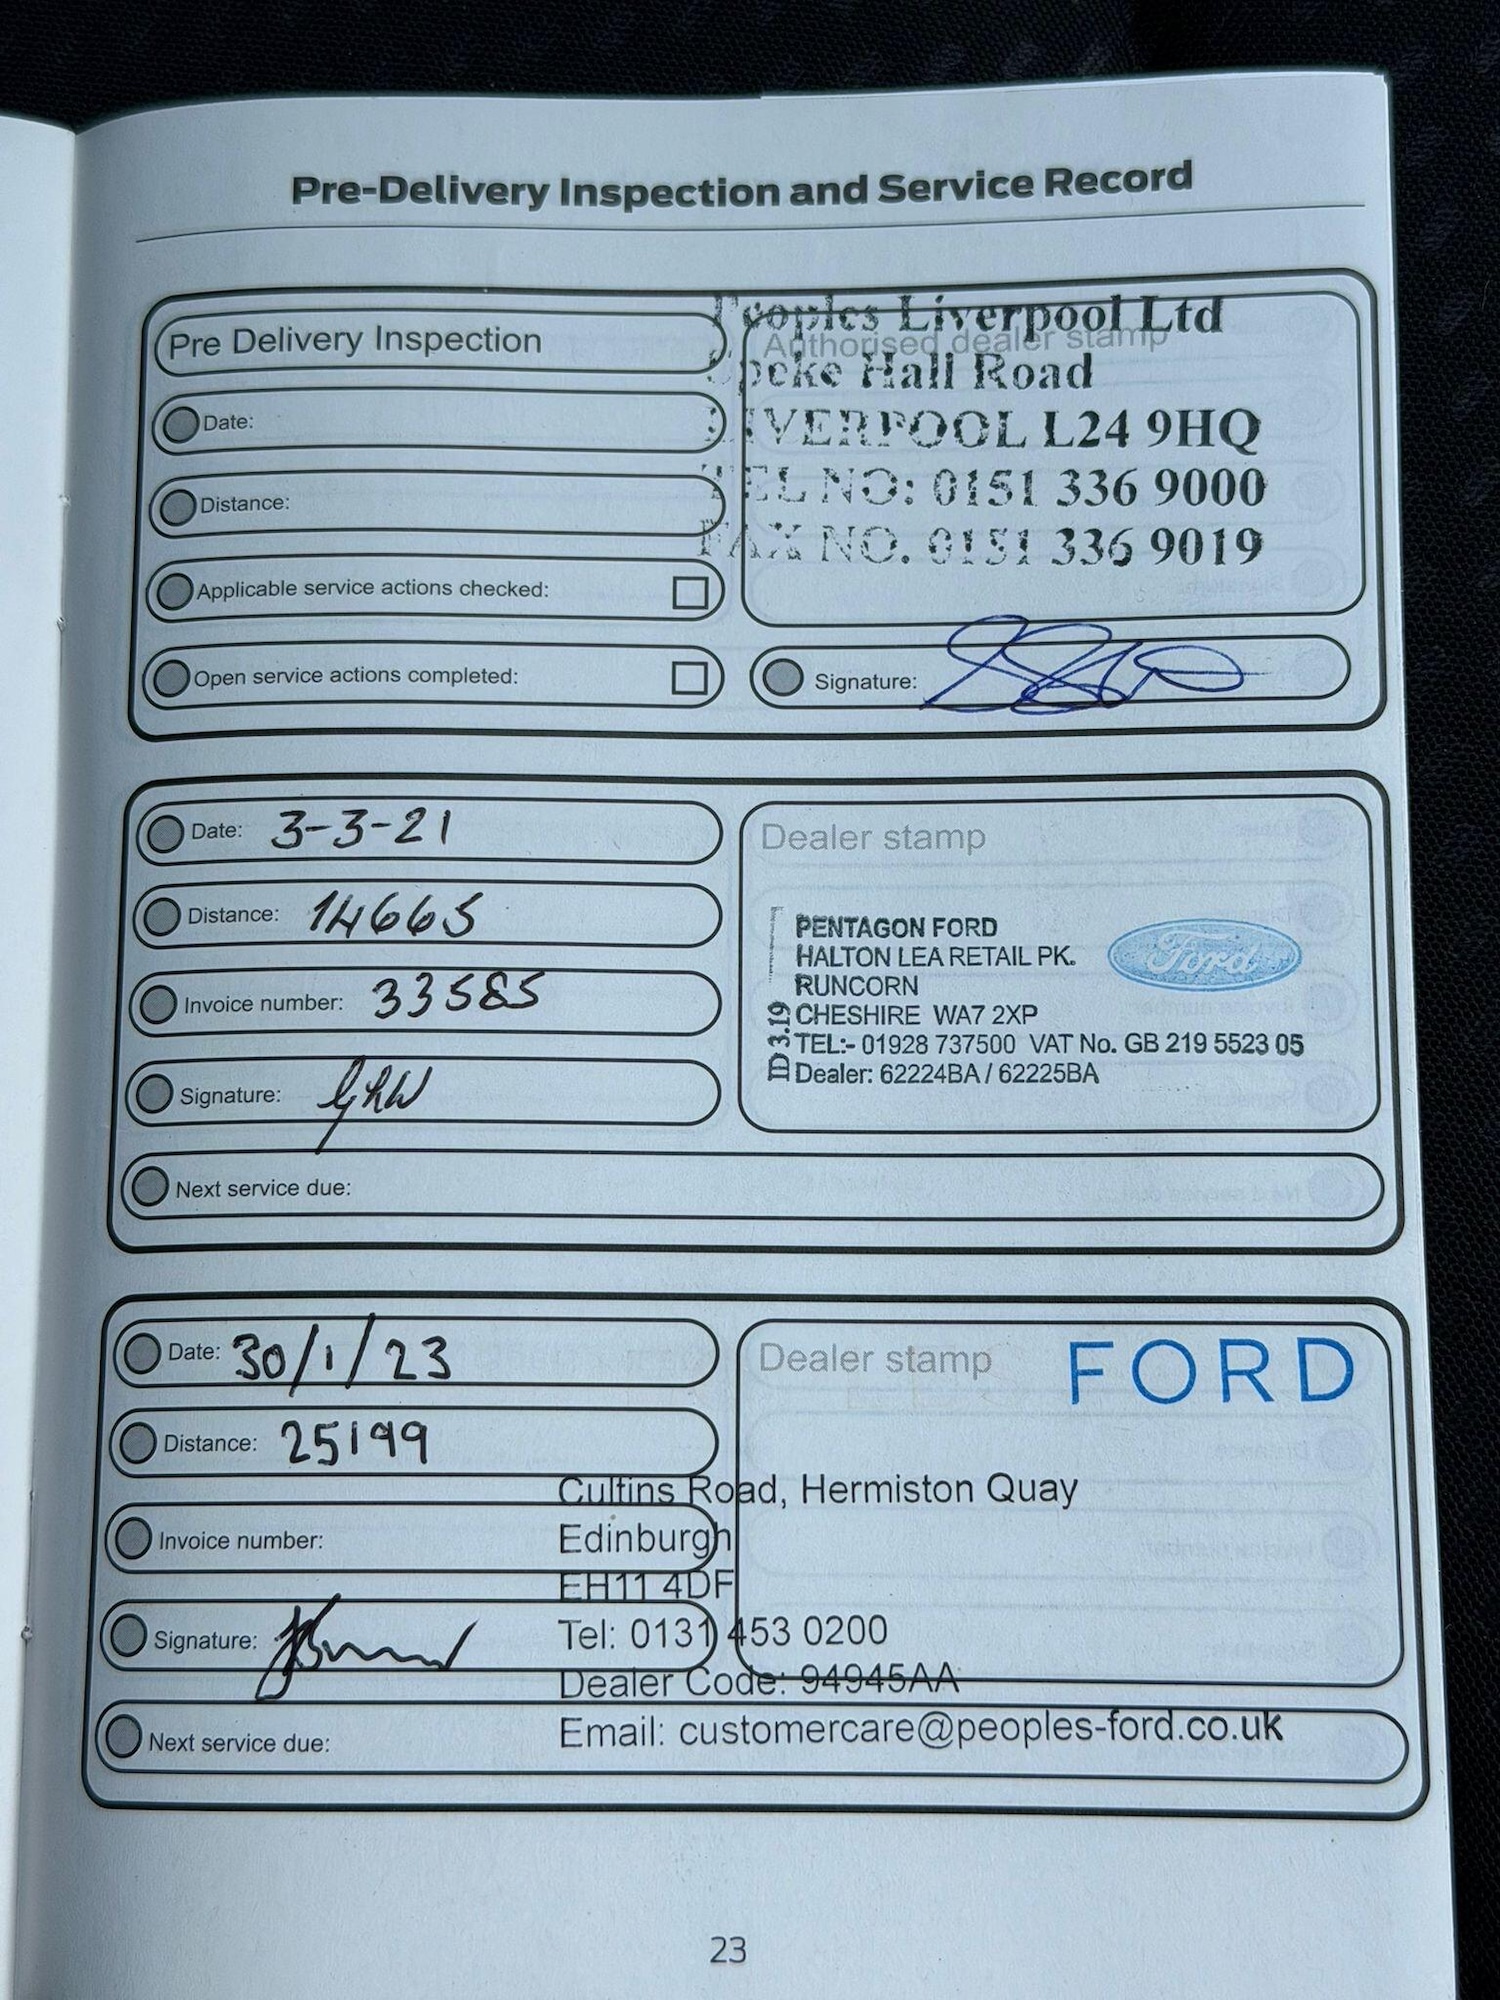 Pre-Delivery Inspection and Service Record
Pre Delivery Inspection
Date:
Distance:
Applicable service actions checked:
Open service actions completed:
Authorised dealer stamp
Peoples Liverpool Ltd
Speke Hall Road
LIVERPOOL L24 9HQ
TEL NO: 0151 336 9000
FAX NO. 0151 336 9019
Signature:
Date: 3-3-21
Distance: 14665
Invoice number: 33585
Signature:
Next service due:
Dealer stamp
PENTAGON FORD
HALTON LEA RETAIL PK.
RUNCORN
CHESHIRE WA7 2XP
TEL:- 01928 737500 VAT No. GB 219 5523 05
Dealer: 62224BA / 62225BA
ID 3.19
Ford
Date: 30/1/23
Distance: 25199
Invoice number:
Signature:
Next service due:
Dealer stamp
FORD
Cultins Road, Hermiston Quay
Edinburgh
EH11 4DF
Tel: 0131 453 0200
Dealer Code: 94945AA
Email: customercare@peoples-ford.co.uk
23